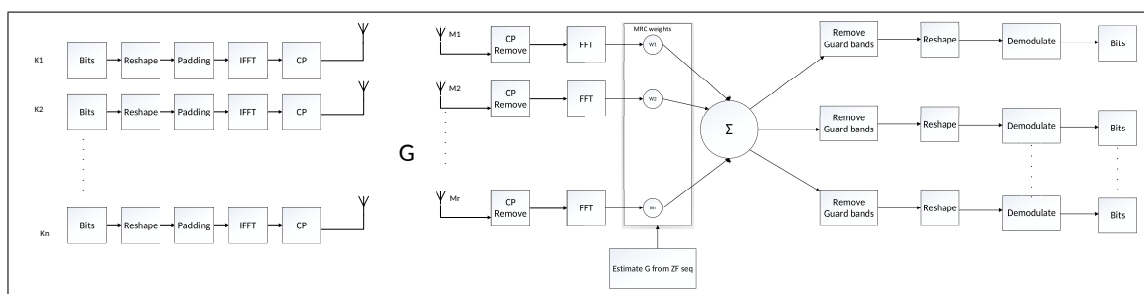 K1
Bits
Reshape
Padding
IFFT
CP
K2
Bits
Reshape
Padding
IFFT
CP
Kn
Bits
Reshape
Padding
IFFT
CP
G
M1
CP
Remove
FFT
M2
CP
Remove
FFT
Mr
CP
Remove
FFT
MRC weights
W1
W2
Estimate G from ZF seq
Σ
Remove
Guard bands
Reshape
Demodulate
Bits
Remove
Guard bands
Reshape
Demodulate
Bits
Remove
Guard bands
Reshape
Demodulate
Bits